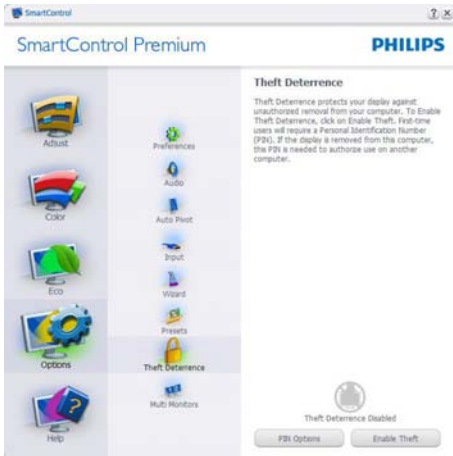 SmartControl
SmartControl Premium
PHILIPS
Adjust
Color
Eco
Options
Help
Preferences
Audio
Auto Pivot
Input
Wizard
Presets
Theft Deterrence
Multi Monitors
Theft Deterrence
Theft Deterrence protects your display against
unauthorized removal from your computer. To Enable
Theft Deterrence, click on Enable Theft. First-time
users will require a Personal Identification Number
(PIN). If the display is removed from this computer,
the PIN is needed to authorize use on another
computer.
Theft Deterrence Disabled
PIN Options
Enable Theft